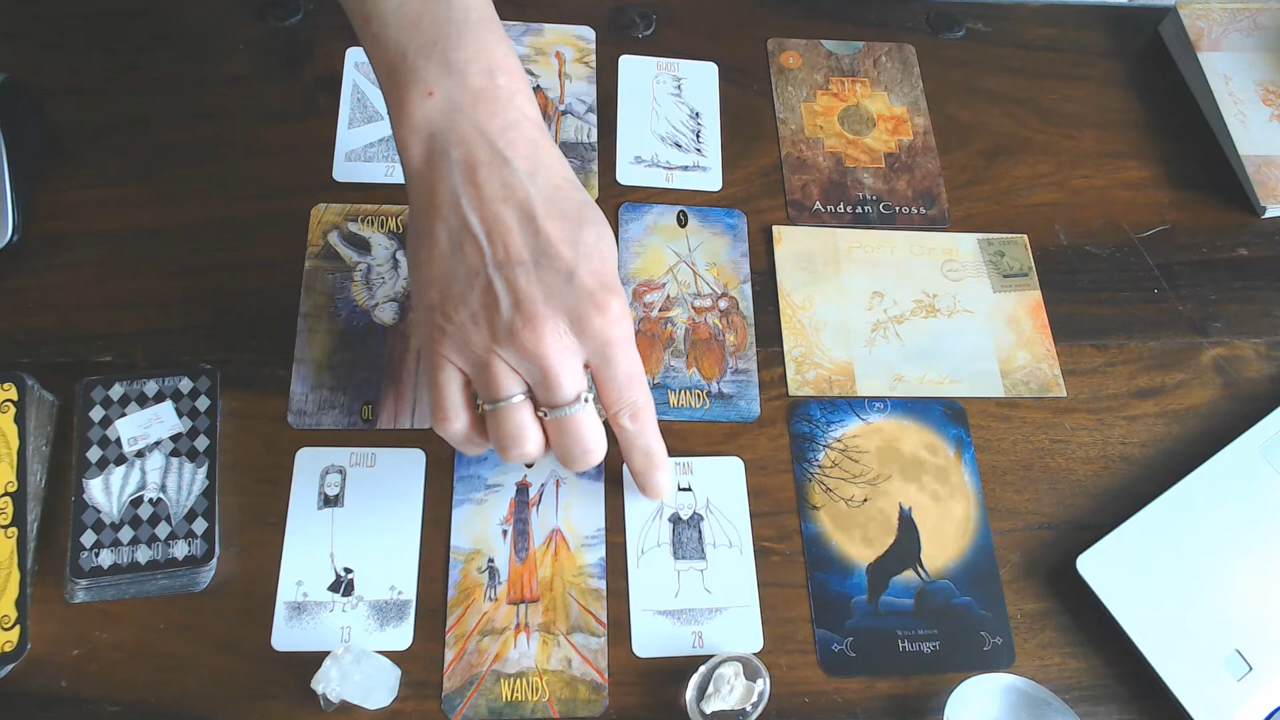 GHOST
22
41
2
The
Andean Cross
SWORDS
10
5
WANDS
POST
CHILD
13
WANDS
MAN
28
29
WOLF MOON
Hunger
HOUSE OF SHADOWS